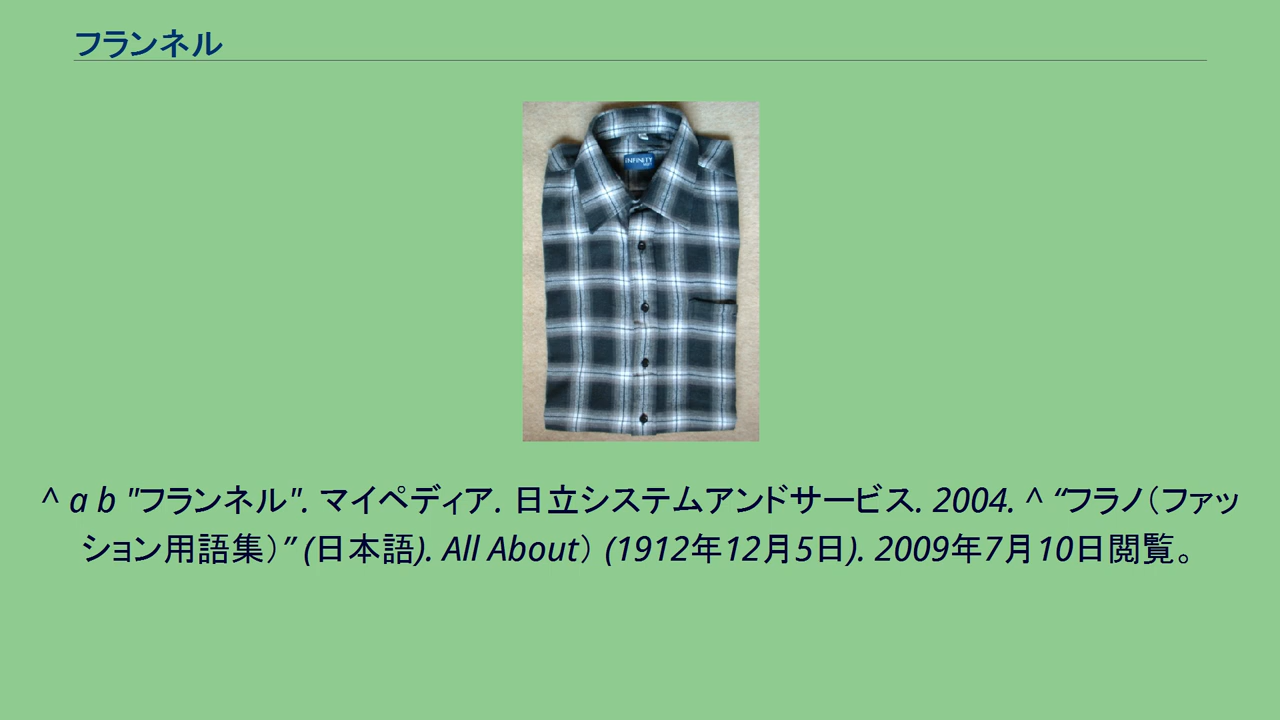 フランネル
INFINITY
^ a b "フランネル". マイペディア. 日立システムアンドサービス. 2004. ^ “フラノ（ファッ
ション用語集）” (日本語). All About） (1912年12月5日). 2009年7月10日閲覧。